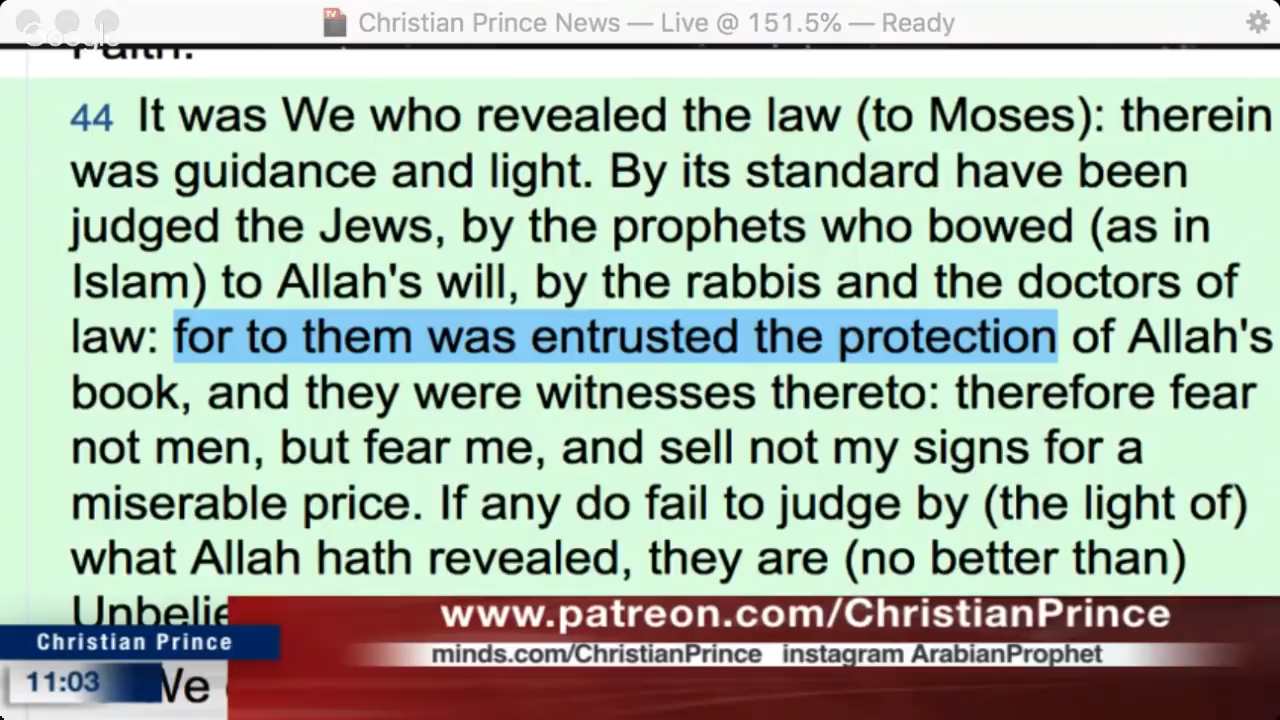 Christian Prince News — Live @ 151.5% — Ready
Google
Faith.
44 It was We who revealed the law (to Moses): therein
was guidance and light. By its standard have been
judged the Jews, by the prophets who bowed (as in
Islam) to Allah's will, by the rabbis and the doctors of
law: for to them was entrusted the protection of Allah's
book, and they were witnesses thereto: therefore fear
not men, but fear me, and sell not my signs for a
miserable price. If any do fail to judge by (the light of)
what Allah hath revealed, they are (no better than)
Unbelie
www.patreon.com/ChristianPrince
Christian Prince
minds.com/ChristianPrince instagram ArabianProphet
11:03
We